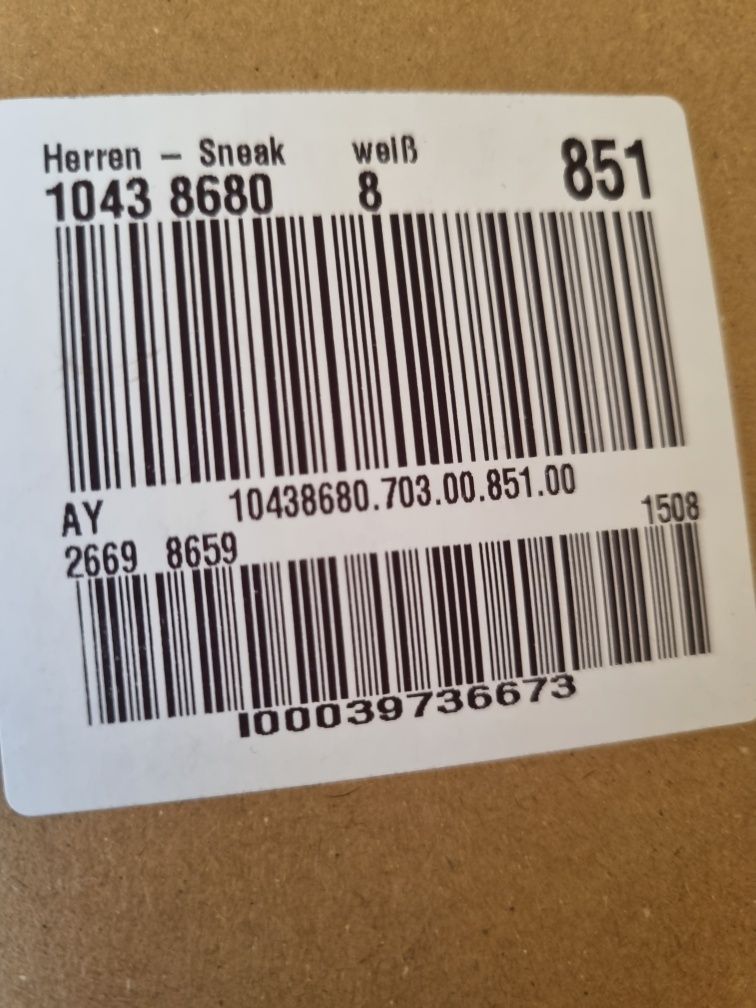 Herren – Sneak weiß 851
1043 8680 8
AY 10438680.703.00.851.00
2669 8659 1508
I00039736673